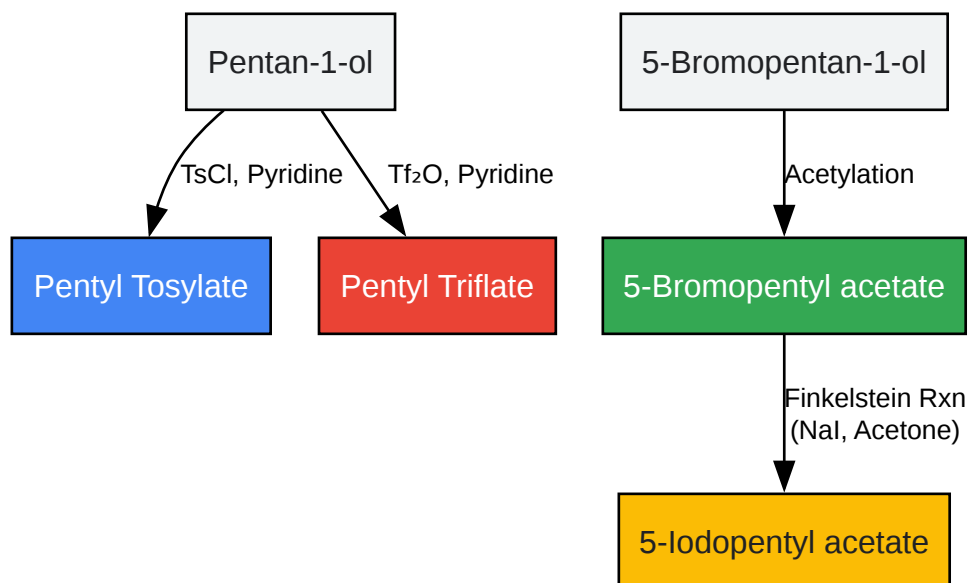 Pentan-1-ol
5-Bromopentan-1-ol
TsCl, Pyridine
Tf₂O, Pyridine
Acetylation
Pentyl Tosylate
Pentyl Triflate
5-Bromopentyl acetate
Finkelstein Rxn
(NaI, Acetone)
5-Iodopentyl acetate